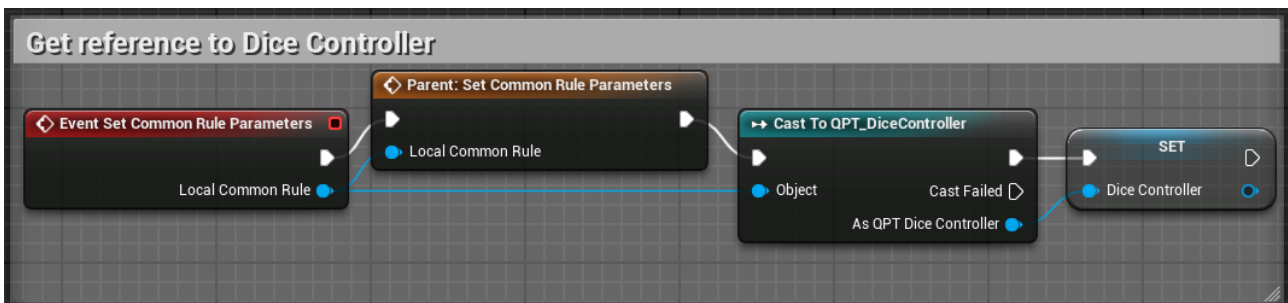 Get reference to Dice Controller
Parent: Set Common Rule Parameters
Local Common Rule
Event Set Common Rule Parameters
Local Common Rule
Cast To QPT_DiceController
Object
Cast Failed
As QPT Dice Controller
SET
Dice Controller